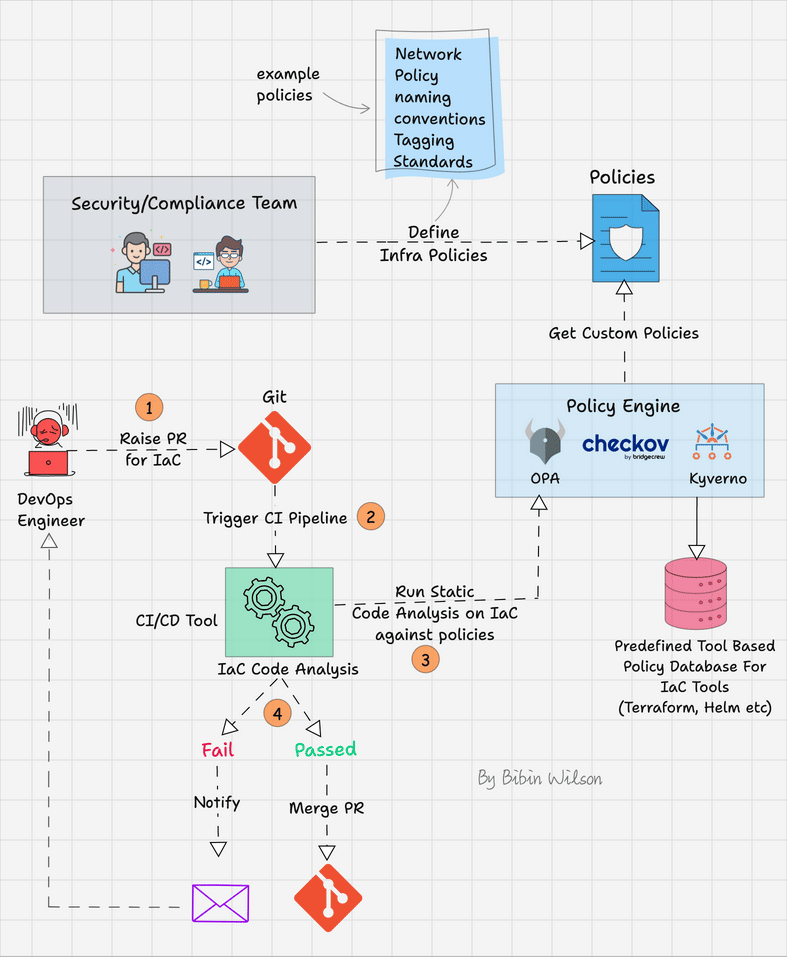 example
policies
Network
Policy
naming
conventions
Tagging
Standards
Policies
Security/Compliance Team
Define
Infra Policies
Get Custom Policies
Policy Engine
OPA
checkov
by bridgecrew
Kyverno
1
Git
Raise PR
for IaC
DevOps
Engineer
Trigger CI Pipeline
2
CI/CD Tool
Run Static
Code Analysis on IaC
against policies
3
IaC Code Analysis
Predefined Tool Based
Policy Database For
IaC Tools
(Terraform, Helm etc)
4
Fail
Passed
Notify
Merge PR
By Bibin Wilson